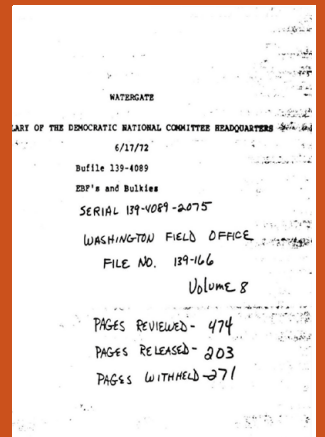 WATERGATE
LARY OF THE DEMOCRATIC NATIONAL COMMITTEE HEADQUARTERS
6/17/72
Bufile 139-4089
EBF's and Bulkies
SERIAL 139-4089-2075
WASHINGTON FIELD OFFICE
FILE NO. 139-166
Volume 8
PAGES REVIEWED- 474
PAGES RELEASED- 203
PAGES WITHHELD-271